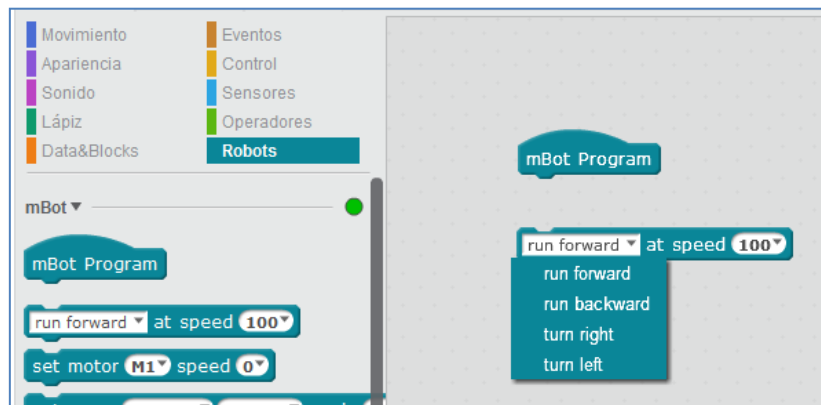 Movimiento
Eventos
Apariencia
Control
Sonido
Sensores
Lápiz
Operadores
Data&Blocks
Robots
mBot
mBot Program
run forward at speed 100
set motor M1 speed 0
mBot Program
run forward at speed 100
run forward
run backward
turn right
turn left